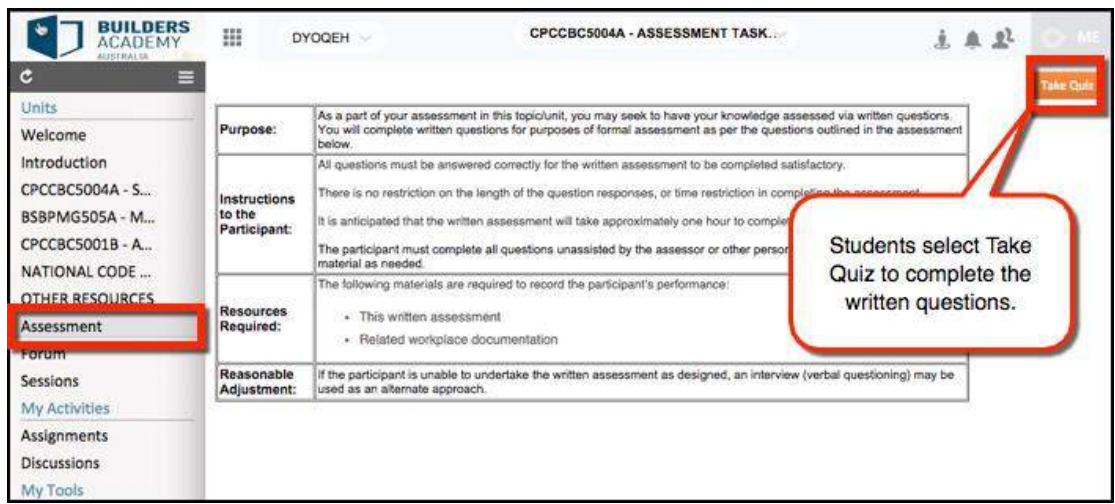 BUILDERS
ACADEMY
AUSTRALIA
DYOQEH
CPCCBC5004A - ASSESSMENT TASK...
ME
Take Quiz
Units
Welcome
Introduction
CPCCBC5004A - S...
BSBPMG505A - M...
CPCCBC5001B - A...
NATIONAL CODE ...
OTHER RESOURCES
Assessment
Forum
Sessions
My Activities
Assignments
Discussions
My Tools
Purpose:
As a part of your assessment in this topic/unit, you may seek to have your knowledge assessed via written questions.
You will complete written questions for purposes of formal assessment as per the questions outlined in the assessment
below.
Instructions
to the
Participant:
All questions must be answered correctly for the written assessment to be completed satisfactory.
There is no restriction on the length of the question responses, or time restriction in completing the assessment.
It is anticipated that the written assessment will take approximately one hour to complet
The participant must complete all questions unassisted by the assessor or other person
material as needed.
Resources
Required:
The following materials are required to record the participant's performance:
• This written assessment
• Related workplace documentation
Reasonable
Adjustment:
If the participant is unable to undertake the written assessment as designed, an interview (verbal questioning) may be
used as an alternate approach.
Students select Take
Quiz to complete the
written questions.